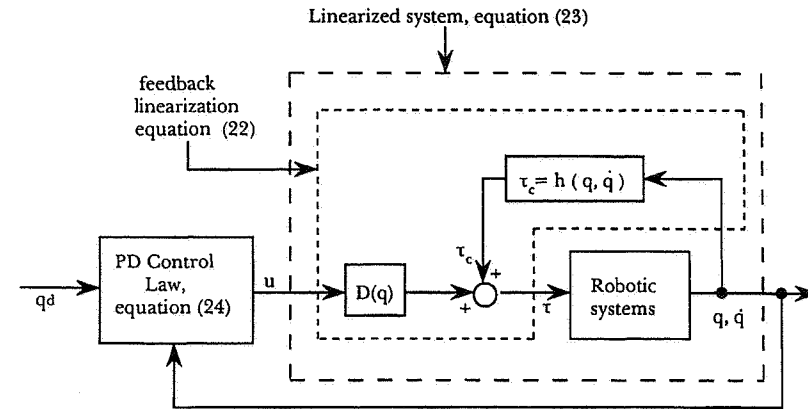 Linearized system, equation (23)
feedback
linearization
equation (22)
τc= h ( q, q̇ )
τc
+
PD Control
Law,
equation (24)
u
D(q)
+
τ
Robotic
systems
qd
q, q̇